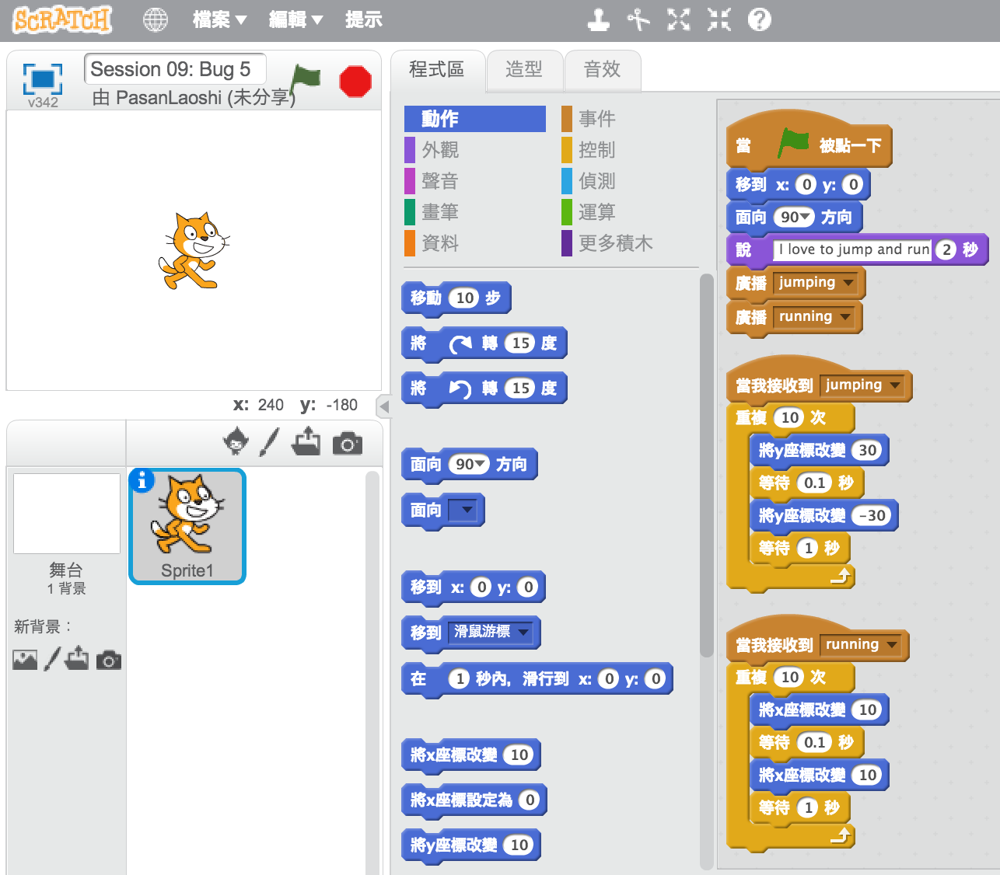 SCRATCH 檔案 編輯 提示
Session 09: Bug 5
v342 由 PasanLaoshi (未分享)
x: 240 y: -180
舞台
1 背景
新背景：
Sprite1
程式區 造型 音效
動作 事件
外觀 控制
聲音 偵測
畫筆 運算
資料 更多積木
移動 10 步
將 轉 15 度
將 轉 15 度
面向 90 方向
面向
移到 x: 0 y: 0
移到 滑鼠游標
在 1 秒內, 滑行到 x: 0 y: 0
將x座標改變 10
將x座標設定為 0
將y座標改變 10
當 被點一下
移到 x: 0 y: 0
面向 90 方向
說 I love to jump and run 2 秒
廣播 jumping
廣播 running
當我接收到 jumping
重複 10 次
將y座標改變 30
等待 0.1 秒
將y座標改變 -30
等待 1 秒
當我接收到 running
重複 10 次
將x座標改變 10
等待 0.1 秒
將x座標改變 10
等待 1 秒